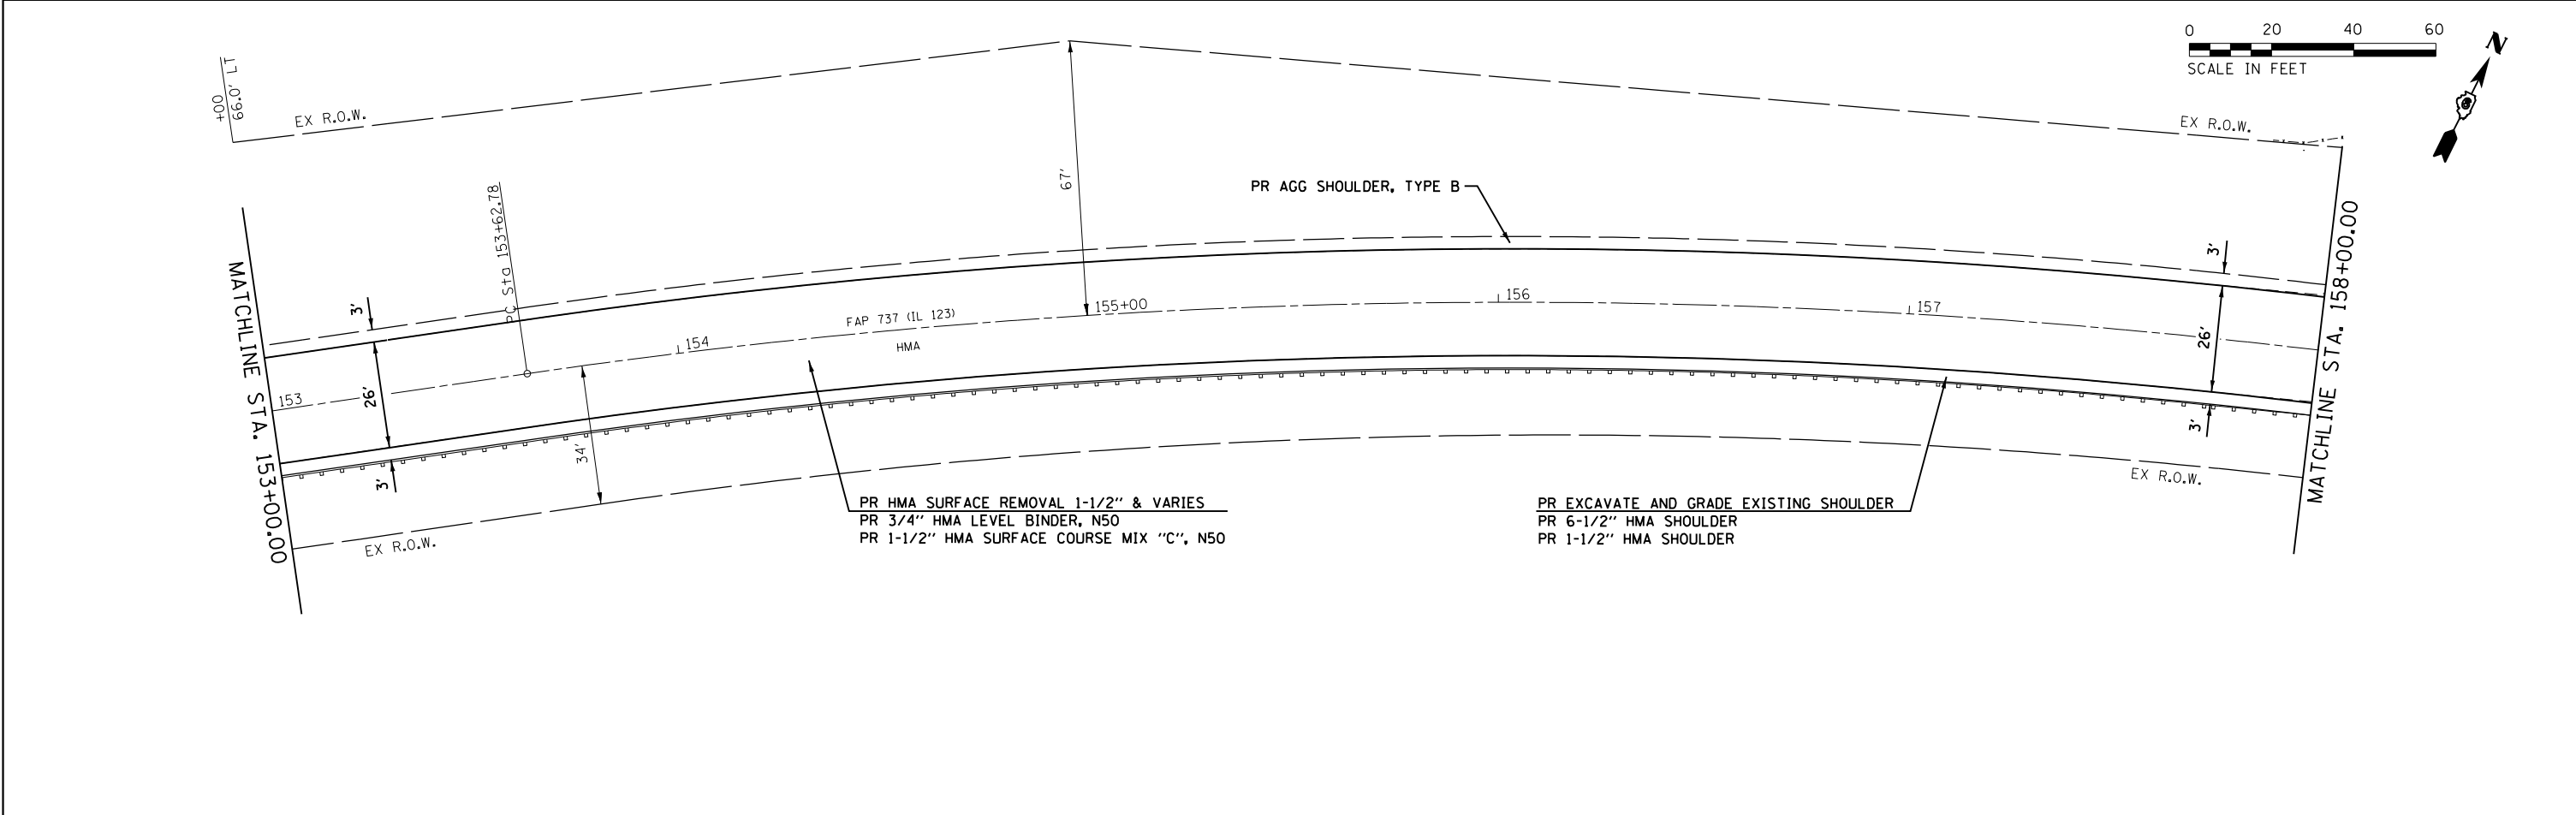 0 20 40 60
SCALE IN FEET
N
+00
66.0' LT
EX R.O.W.
EX R.O.W.
67'
PR AGG SHOULDER, TYPE B
PC Sta 153+62.78
MATCHLINE STA. 153+00.00
MATCHLINE STA. 158+00.00
3'
3'
153
154
155+00
156
157
FAP 737 (IL 123)
HMA
26'
26'
3'
3'
34'
EX R.O.W.
EX R.O.W.
PR HMA SURFACE REMOVAL 1-1/2" & VARIES
PR 3/4" HMA LEVEL BINDER, N50
PR 1-1/2" HMA SURFACE COURSE MIX "C", N50
PR EXCAVATE AND GRADE EXISTING SHOULDER
PR 6-1/2" HMA SHOULDER
PR 1-1/2" HMA SHOULDER